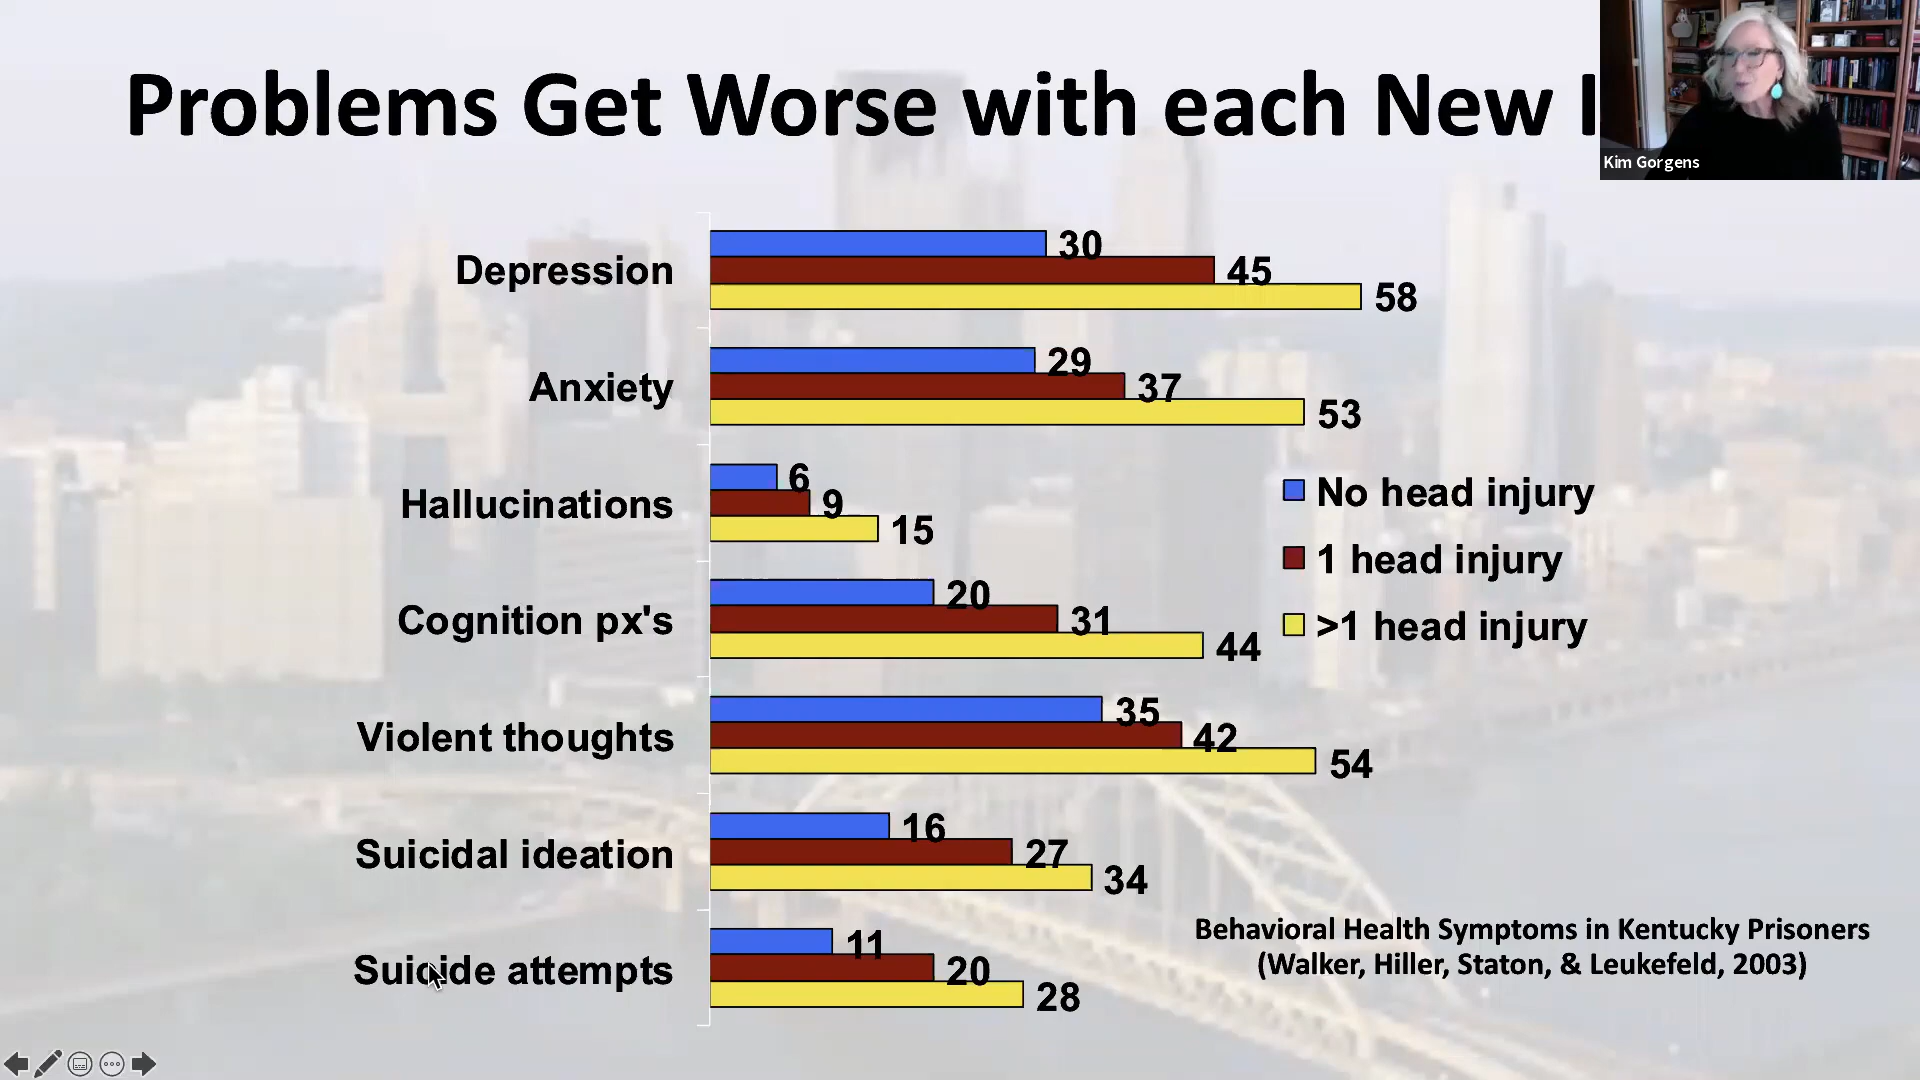 Problems Get Worse with each New
Kim Gorgens
Depression
30
45
58
Anxiety
29
37
53
Hallucinations
6
9
15
Cognition px's
20
31
44
Violent thoughts
35
42
54
Suicidal ideation
16
27
34
Suicide attempts
11
20
28
No head injury
1 head injury
>1 head injury
Behavioral Health Symptoms in Kentucky Prisoners
(Walker, Hiller, Staton, & Leukefeld, 2003)